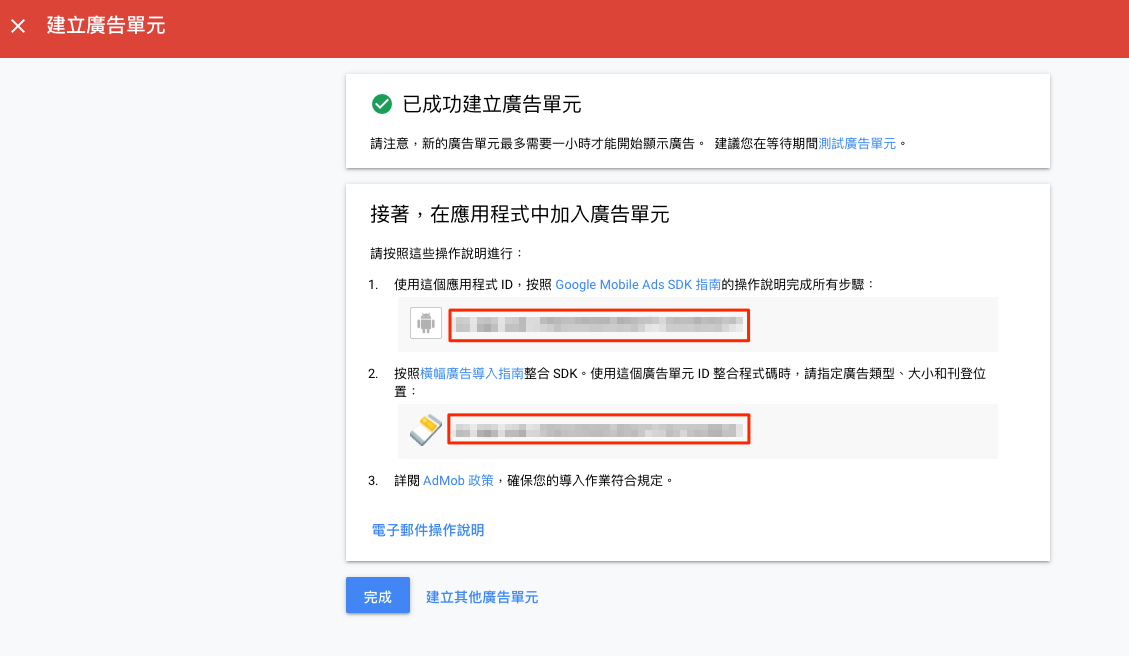 建立廣告單元
已成功建立廣告單元
請注意，新的廣告單元最多需要一小時才能開始顯示廣告。 建議您在等待期間測試廣告單元。
接著，在應用程式中加入廣告單元
請按照這些操作說明進行：
1. 使用這個應用程式 ID，按照 Google Mobile Ads SDK 指南的操作說明完成所有步驟：
2. 按照橫幅廣告導入指南整合 SDK。使用這個廣告單元 ID 整合程式碼時，請指定廣告類型、大小和刊登位
置：
3. 詳閱 AdMob 政策，確保您的導入作業符合規定。
電子郵件操作說明
完成 建立其他廣告單元